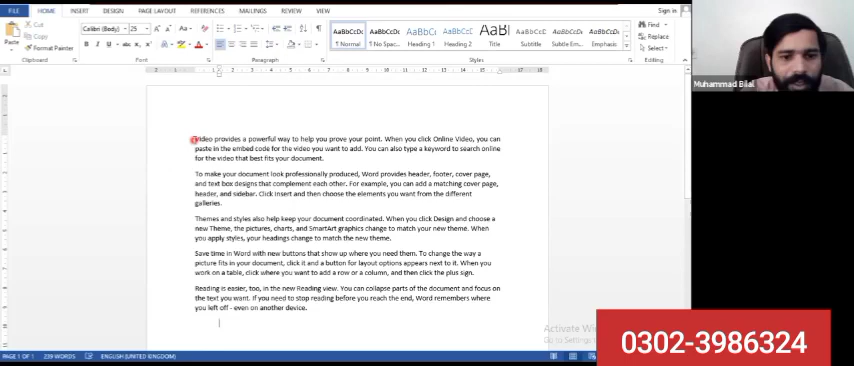 FILE HOME INSERT DESIGN PAGE LAYOUT REFERENCES MAILINGS REVIEW VIEW Sign in
Cut
Copy
Format Painter
Paste
Clipboard
Calibri (Body) 25
Font
Paragraph
AaBbCcDc AaBbCcDc AaBbCc AaBbCcD AaBl AaBbCcD AaBbCcDc AaBbCcDc
¶ Normal ¶ No Spac... Heading 1 Heading 2 Title Subtitle Subtle Em... Emphasis
Styles
Find
Replace
Select
Editing
Muhammad Bilal
Video provides a powerful way to help you prove your point. When you click Online Video, you can
paste in the embed code for the video you want to add. You can also type a keyword to search online
for the video that best fits your document.
To make your document look professionally produced, Word provides header, footer, cover page,
and text box designs that complement each other. For example, you can add a matching cover page,
header, and sidebar. Click Insert and then choose the elements you want from the different
galleries.
Themes and styles also help keep your document coordinated. When you click Design and choose a
new Theme, the pictures, charts, and SmartArt graphics change to match your new theme. When
you apply styles, your headings change to match the new theme.
Save time in Word with new buttons that show up where you need them. To change the way a
picture fits in your document, click it and a button for layout options appears next to it. When you
work on a table, click where you want to add a row or a column, and then click the plus sign.
Reading is easier, too, in the new Reading view. You can collapse parts of the document and focus on
the text you want. If you need to stop reading before you reach the end, Word remembers where
you left off - even on another device.
Activate Wi
Go to Settings
0302-3986324
PAGE 1 OF 1 239 WORDS ENGLISH (UNITED KINGDOM)